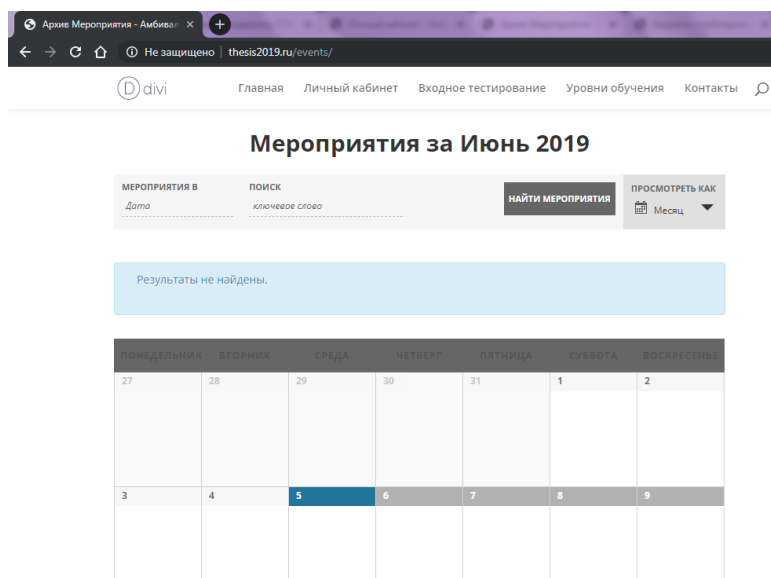 Архив Мероприятия - Амбивал
Не защищено | thesis2019.ru/events/
divi Главная Личный кабинет Входное тестирование Уровни обучения Контакты
Мероприятия за Июнь 2019
МЕРОПРИЯТИЯ В ПОИСК ПРОСМОТРЕТЬ КАК
Дата ключевое слово НАЙТИ МЕРОПРИЯТИЯ Месяц
Результаты не найдены.
ПОНЕДЕЛЬНИК ВТОРНИК СРЕДА ЧЕТВЕРГ ПЯТНИЦА СУББОТА ВОСКРЕСЕНЬЕ
27 28 29 30 31 1 2
3 4 5 6 7 8 9